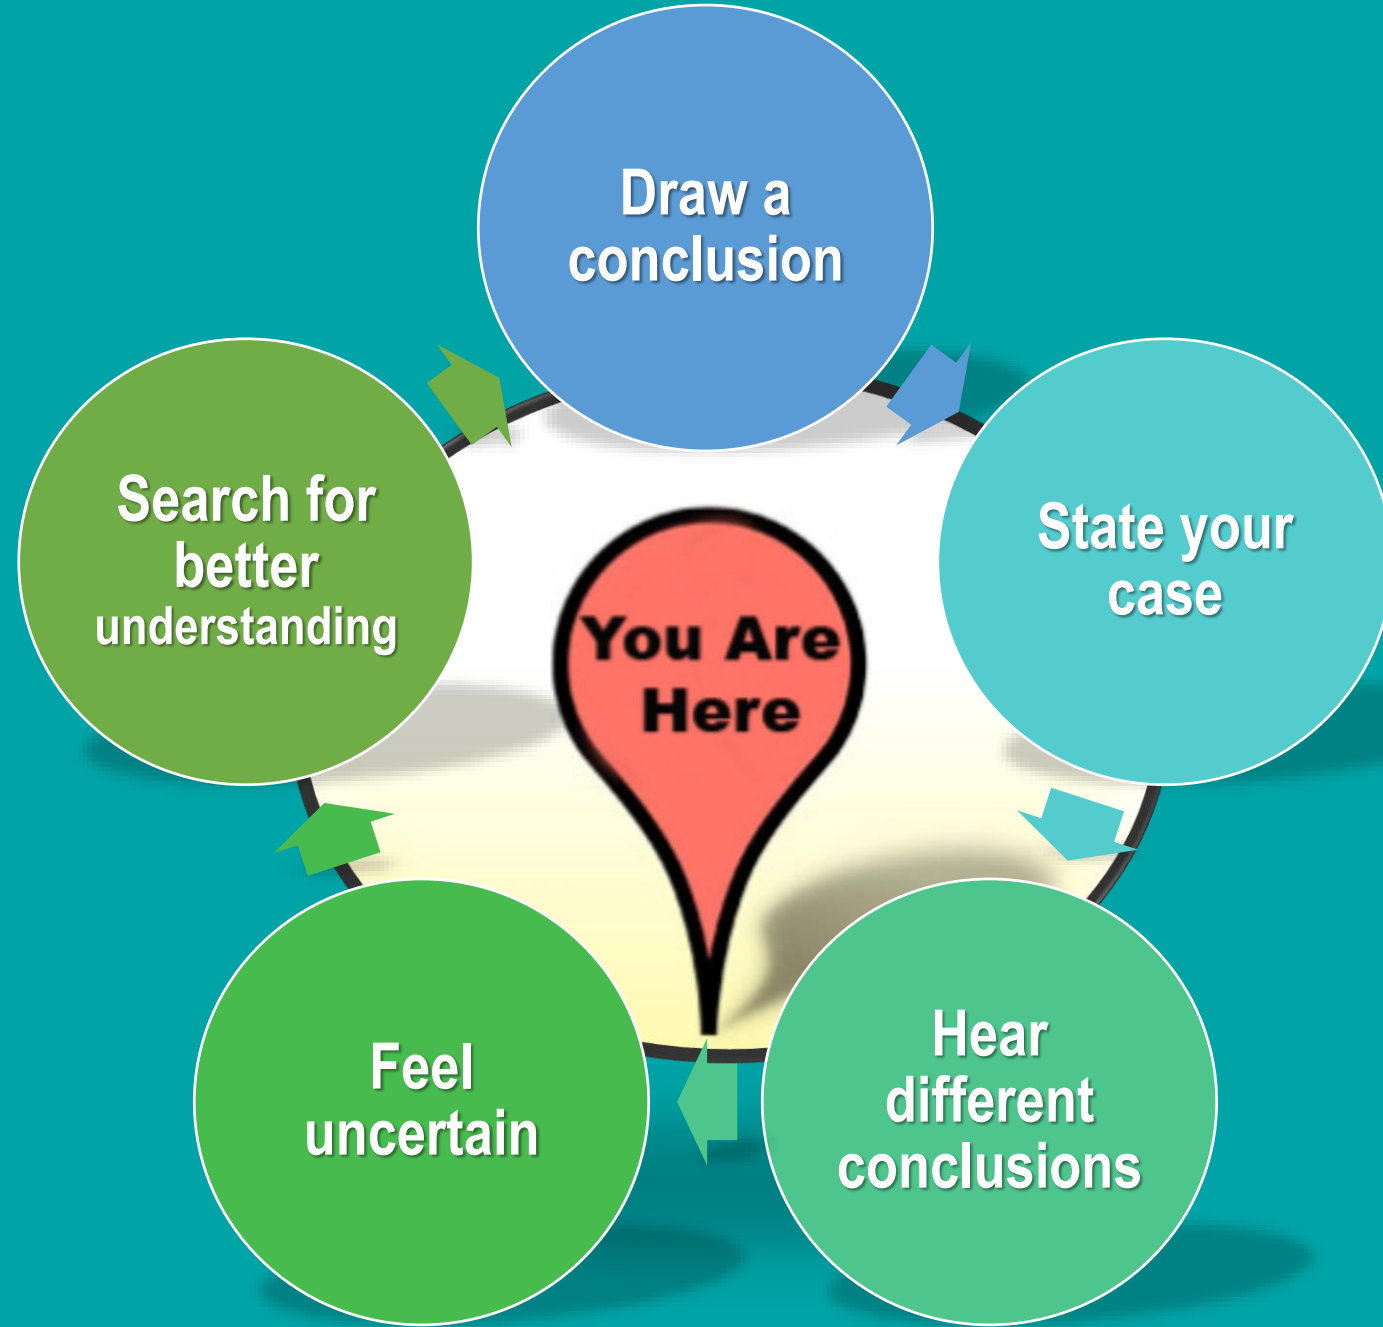 Draw a
conclusion
State your
case
Hear
different
conclusions
Feel
uncertain
Search for
better
understanding
You Are
Here